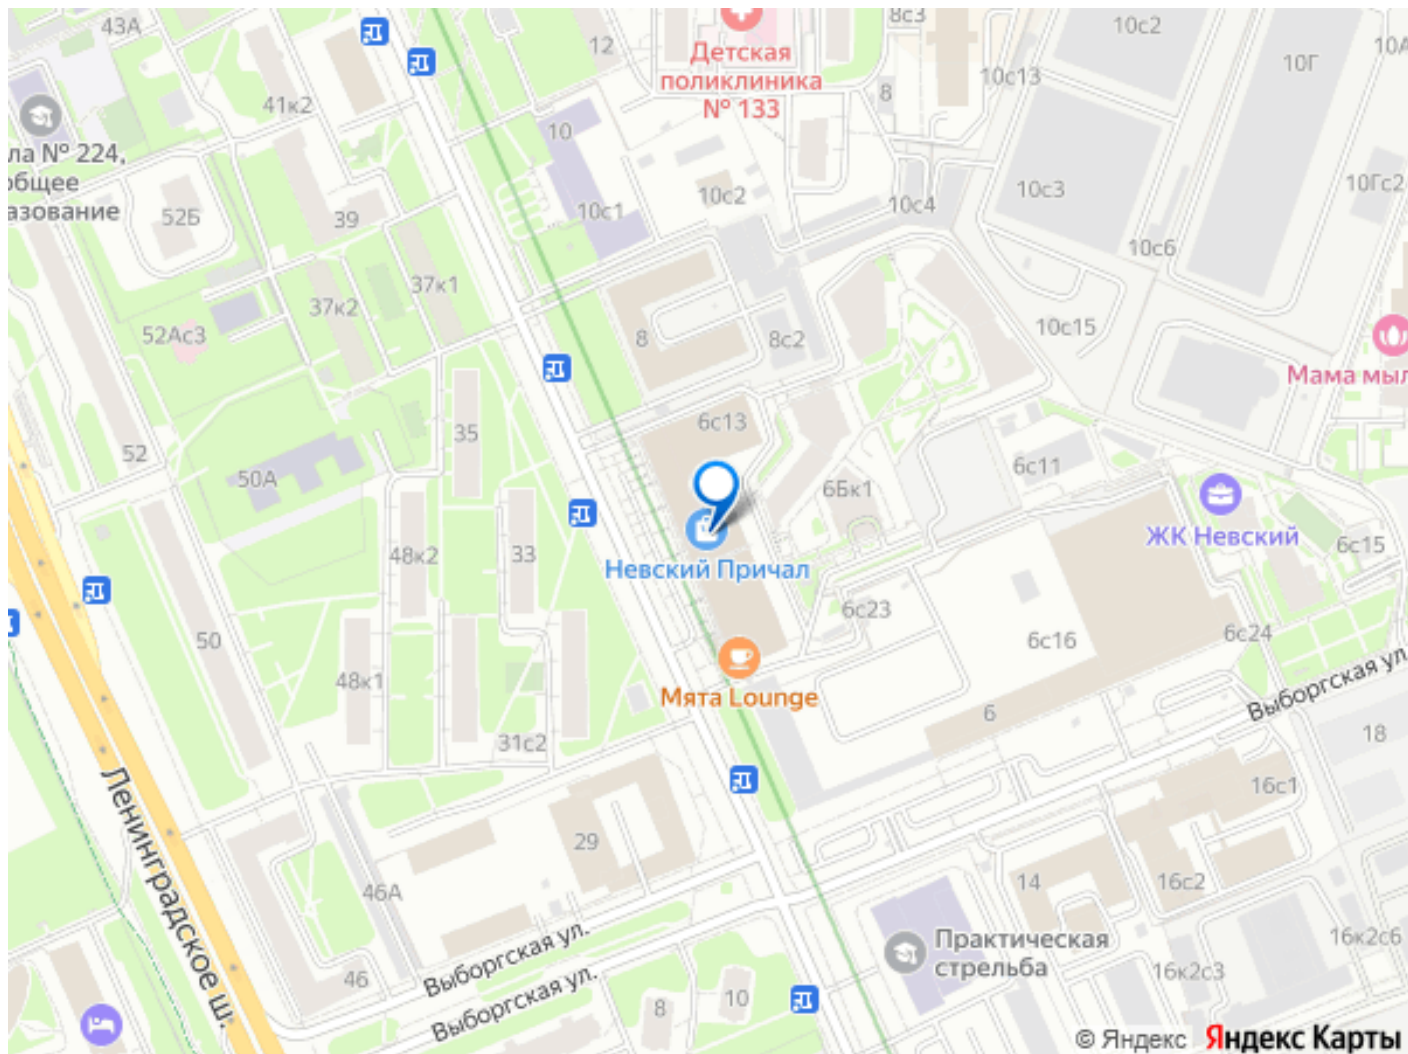 43А
12
8с3
10с2
10Г
10А
Детская
поликлиника
№ 133
10с13
8
41к2
10
ла № 224,
общее
азование
52Б
39
10с1
10с2
10с4
10с3
10с6
10Гс2
37к1
37к2
52Ас3
8
8с2
10с15
Мама мыл
52
35
50А
6с13
6с11
6Бк1
ЖК Невский
6с15
48к2
33
Невский Причал
6с23
6с16
6с24
50
48к1
Мята Lounge
31с2
6
Выборгская ул.
18
16с1
Ленинградское ш.
29
46А
14
16с2
Выборгская ул.
Выборгская ул.
46
8
10
Практическая
стрельба
16к2с3
16к2с6
© Яндекс Яндекс Карты